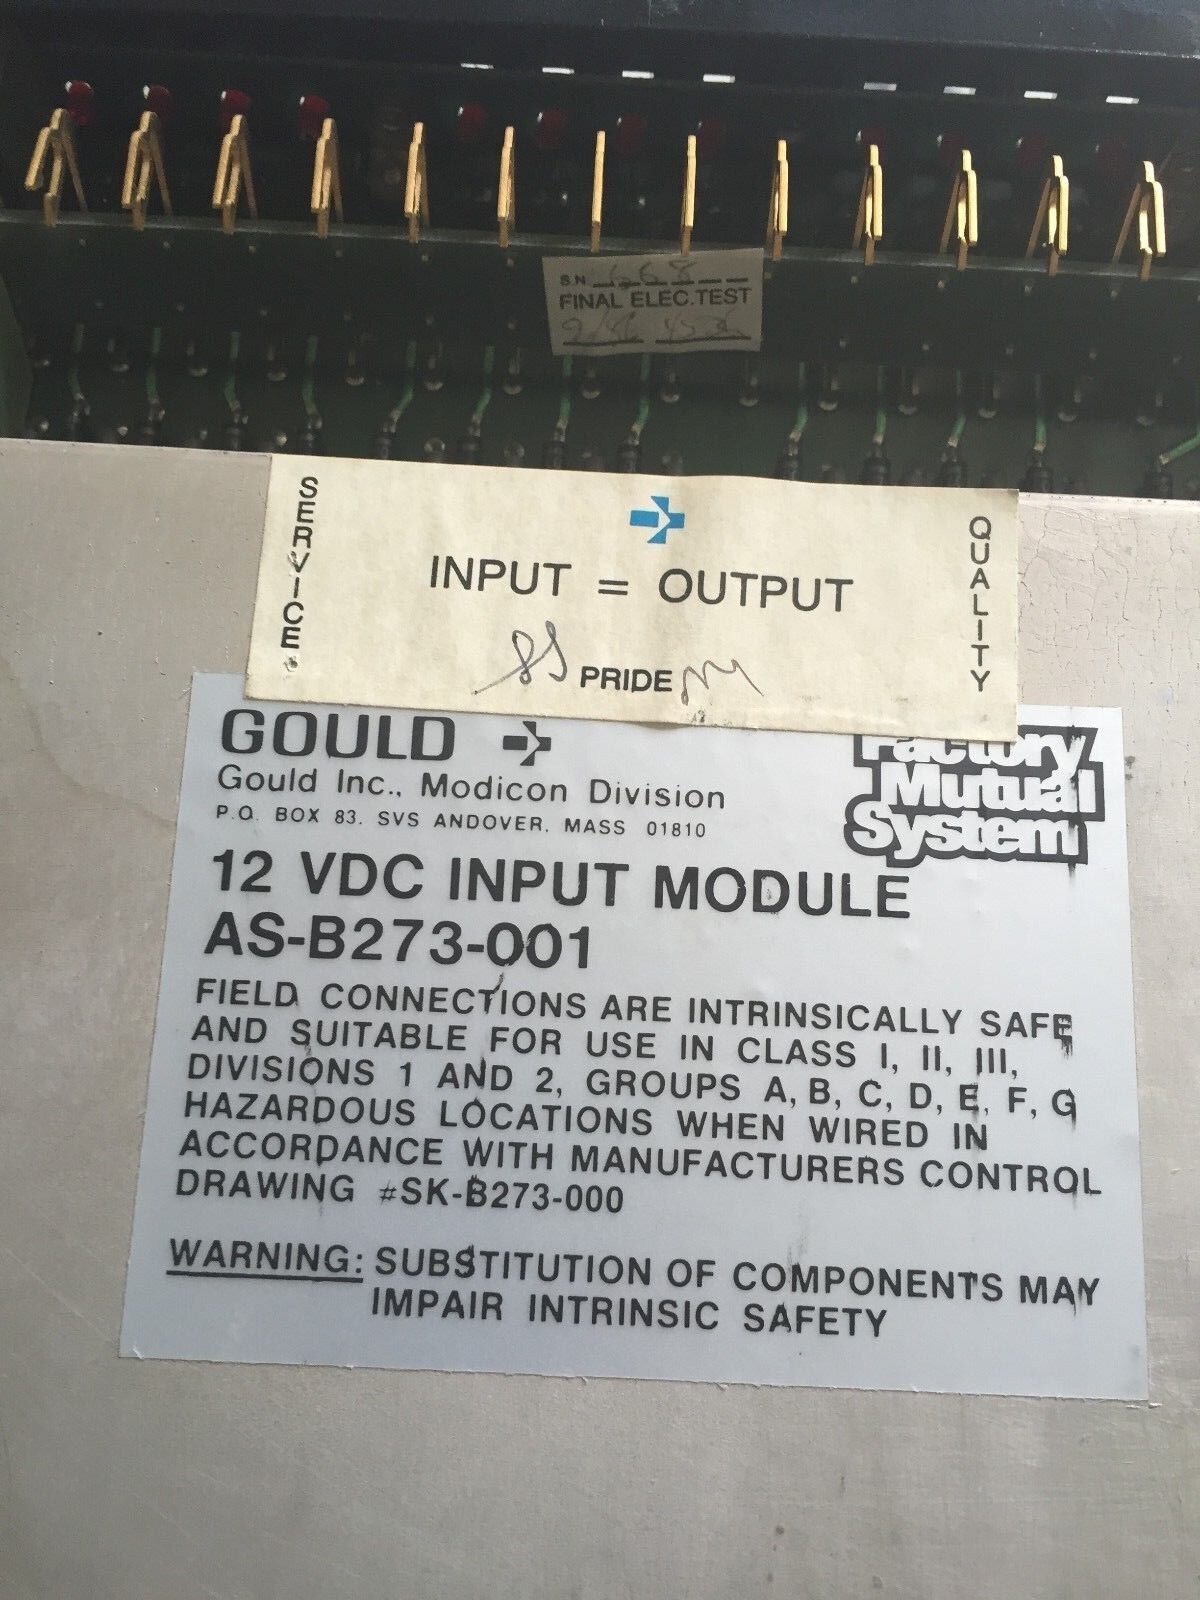 S.N. 668
FINAL ELEC.TEST
SERVICE
INPUT = OUTPUT
PRIDE
QUALITY
GOULD
Gould Inc., Modicon Division
P.O. BOX 83, SVS ANDOVER, MASS 01810
Factory
Mutual
System
12 VDC INPUT MODULE
AS-B273-001
FIELD CONNECTIONS ARE INTRINSICALLY SAFE
AND SUITABLE FOR USE IN CLASS I, II, III,
DIVISIONS 1 AND 2, GROUPS A, B, C, D, E, F, G
HAZARDOUS LOCATIONS WHEN WIRED IN
ACCORDANCE WITH MANUFACTURERS CONTROL
DRAWING #SK-B273-000
WARNING: SUBSTITUTION OF COMPONENTS MAY
IMPAIR INTRINSIC SAFETY